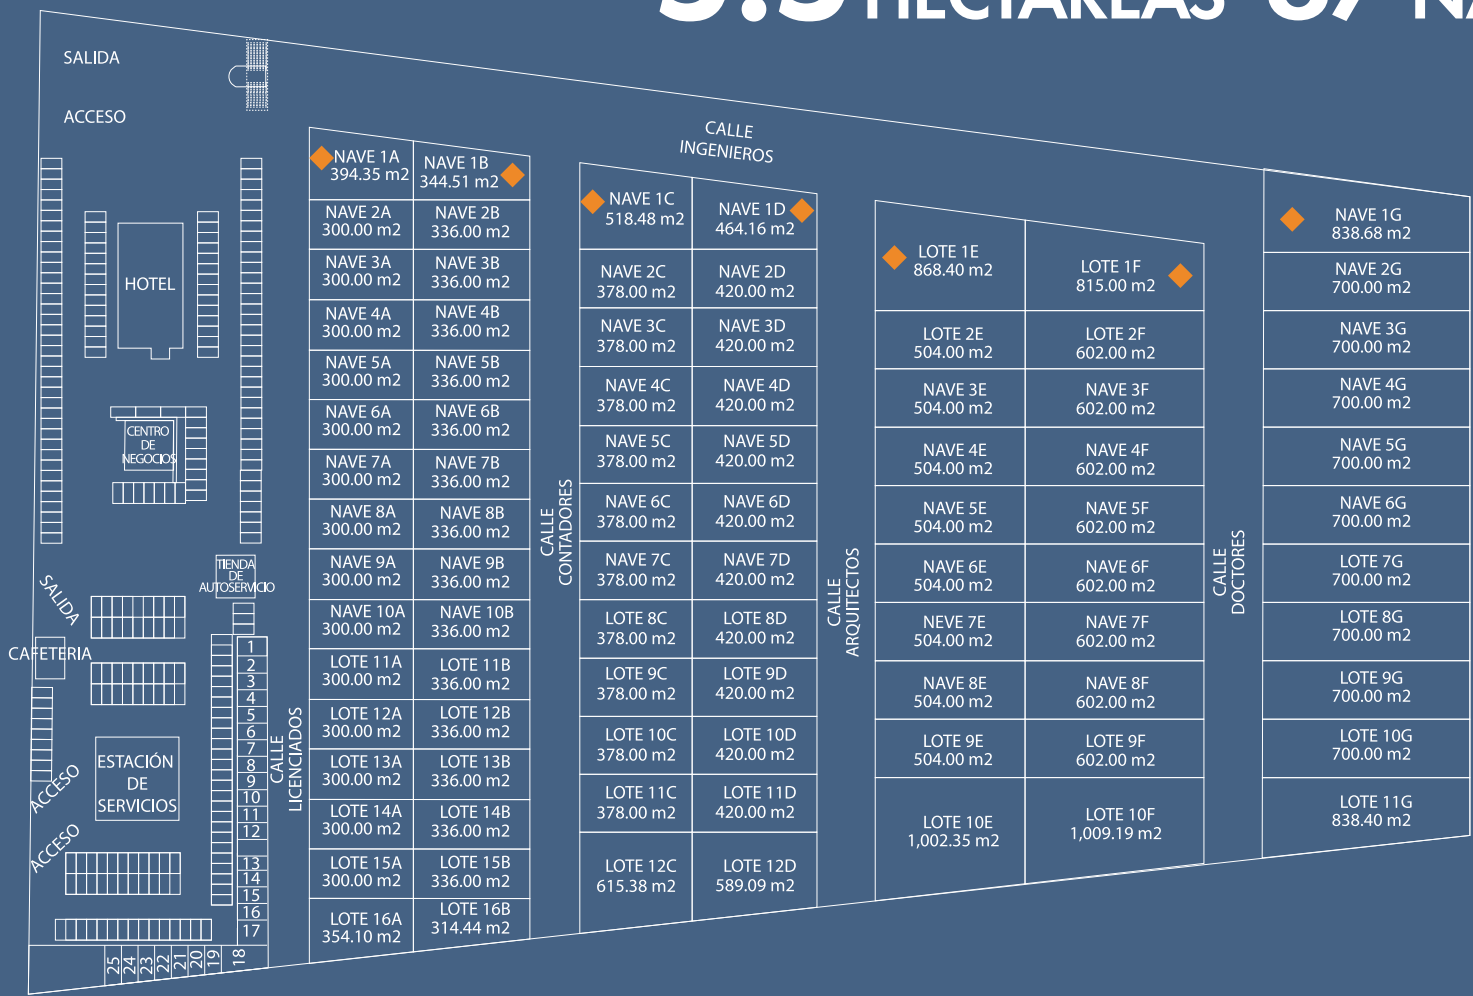 5.5 HECTÁREAS 87 NA
SALIDA
ACCESO
HOTEL
CENTRO
DE
NEGOCIOS
TIENDA
DE
AUTOSERVICIO
SALIDA
CAFETERIA
ESTACIÓN
DE
SERVICIOS
ACCESO
ACCESO
1
2
3
4
5
6
7
8
9
10
11
12
13
14
15
16
17
18
19
20
21
22
23
24
25
CALLE
LICENCIADOS
NAVE 1A
394.35 m2
NAVE 2A
300.00 m2
NAVE 3A
300.00 m2
NAVE 4A
300.00 m2
NAVE 5A
300.00 m2
NAVE 6A
300.00 m2
NAVE 7A
300.00 m2
NAVE 8A
300.00 m2
NAVE 9A
300.00 m2
NAVE 10A
300.00 m2
LOTE 11A
300.00 m2
LOTE 12A
300.00 m2
LOTE 13A
300.00 m2
LOTE 14A
300.00 m2
LOTE 15A
300.00 m2
LOTE 16A
354.10 m2
NAVE 1B
344.51 m2
NAVE 2B
336.00 m2
NAVE 3B
336.00 m2
NAVE 4B
336.00 m2
NAVE 5B
336.00 m2
NAVE 6B
336.00 m2
NAVE 7B
336.00 m2
NAVE 8B
336.00 m2
NAVE 9B
336.00 m2
NAVE 10B
336.00 m2
LOTE 11B
336.00 m2
LOTE 12B
336.00 m2
LOTE 13B
336.00 m2
LOTE 14B
336.00 m2
LOTE 15B
336.00 m2
LOTE 16B
314.44 m2
CALLE
CONTADORES
CALLE
INGENIEROS
NAVE 1C
518.48 m2
NAVE 2C
378.00 m2
NAVE 3C
378.00 m2
NAVE 4C
378.00 m2
NAVE 5C
378.00 m2
NAVE 6C
378.00 m2
NAVE 7C
378.00 m2
LOTE 8C
378.00 m2
LOTE 9C
378.00 m2
LOTE 10C
378.00 m2
LOTE 11C
378.00 m2
LOTE 12C
615.38 m2
NAVE 1D
464.16 m2
NAVE 2D
420.00 m2
NAVE 3D
420.00 m2
NAVE 4D
420.00 m2
NAVE 5D
420.00 m2
NAVE 6D
420.00 m2
NAVE 7D
420.00 m2
LOTE 8D
420.00 m2
LOTE 9D
420.00 m2
LOTE 10D
420.00 m2
LOTE 11D
420.00 m2
LOTE 12D
589.09 m2
CALLE
ARQUITECTOS
LOTE 1E
868.40 m2
LOTE 2E
504.00 m2
NAVE 3E
504.00 m2
NAVE 4E
504.00 m2
NAVE 5E
504.00 m2
NAVE 6E
504.00 m2
NEVE 7E
504.00 m2
NAVE 8E
504.00 m2
LOTE 9E
504.00 m2
LOTE 10E
1,002.35 m2
LOTE 1F
815.00 m2
LOTE 2F
602.00 m2
NAVE 3F
602.00 m2
NAVE 4F
602.00 m2
NAVE 5F
602.00 m2
NAVE 6F
602.00 m2
NAVE 7F
602.00 m2
NAVE 8F
602.00 m2
LOTE 9F
602.00 m2
LOTE 10F
1,009.19 m2
CALLE
DOCTORES
NAVE 1G
838.68 m2
NAVE 2G
700.00 m2
NAVE 3G
700.00 m2
NAVE 4G
700.00 m2
NAVE 5G
700.00 m2
NAVE 6G
700.00 m2
LOTE 7G
700.00 m2
LOTE 8G
700.00 m2
LOTE 9G
700.00 m2
LOTE 10G
700.00 m2
LOTE 11G
838.40 m2